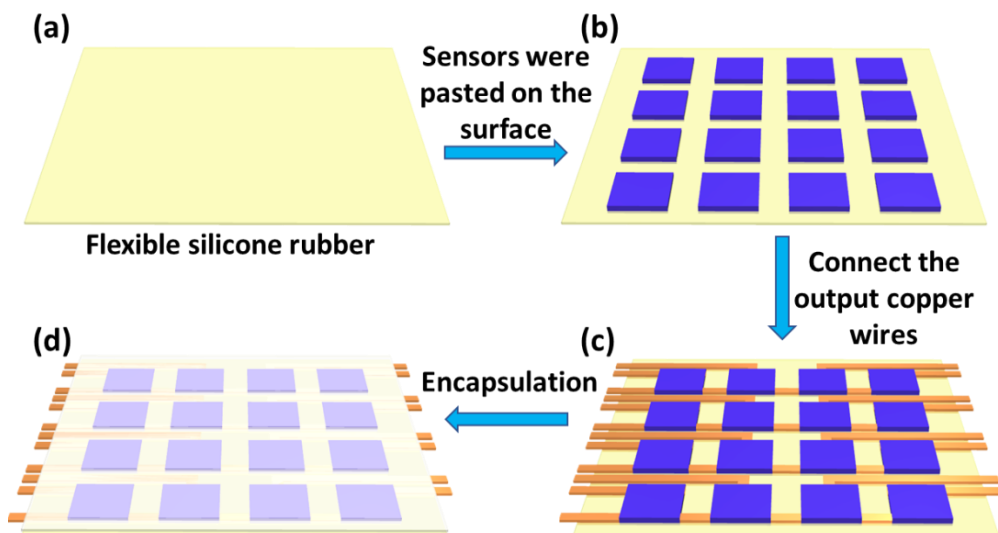 (a)
Sensors were
pasted on the
surface
(b)
Flexible silicone rubber
Connect the
output copper
wires
(c)
Encapsulation
(d)